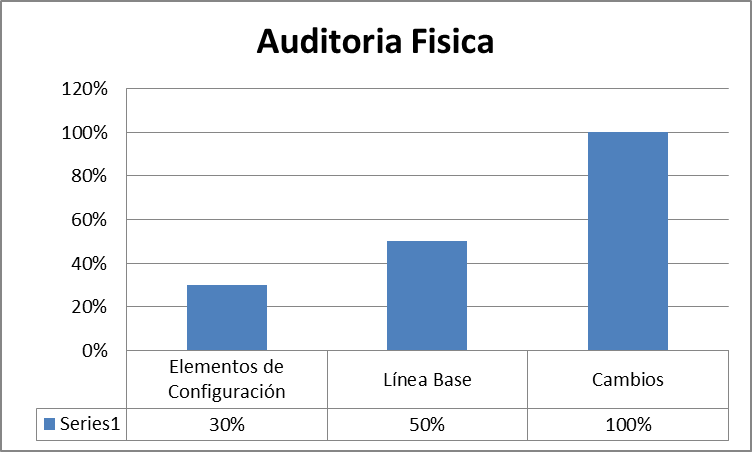 Auditoria Fisica
120%
100%
80%
60%
40%
20%
0%
Elementos de
Configuración
Línea Base
Cambios
Series1
30%
50%
100%